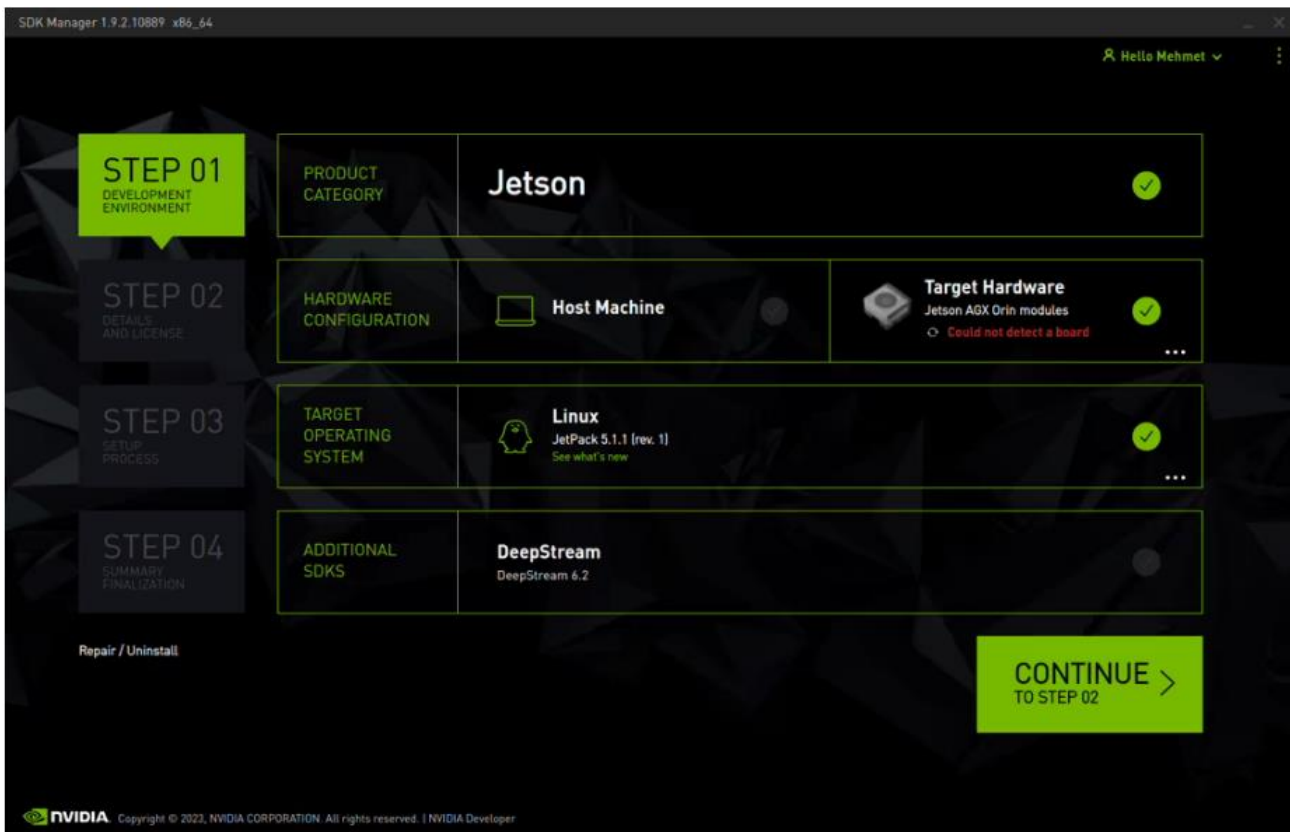 SDK Manager 1.9.2.10889 x86_64
Hello Mehmet
STEP 01
DEVELOPMENT
ENVIRONMENT
PRODUCT
CATEGORY
Jetson
STEP 02
DETAILS
AND LICENSE
HARDWARE
CONFIGURATION
Host Machine
Target Hardware
Jetson AGX Orin modules
Could not detect a board
STEP 03
SETUP
PROCESS
TARGET
OPERATING
SYSTEM
Linux
JetPack 5.1.1 (rev. 1)
See what's new
STEP 04
SUMMARY
FINALIZATION
ADDITIONAL
SDKS
DeepStream
DeepStream 6.2
Repair / Uninstall
CONTINUE
TO STEP 02
NVIDIA. Copyright © 2023, NVIDIA CORPORATION. All rights reserved. | NVIDIA Developer